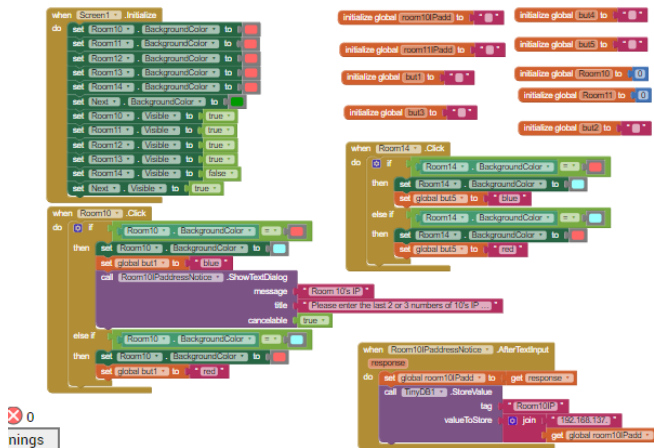 when Screen1 .Initialize
do set Room10 . BackgroundColor to
set Room11 . BackgroundColor to
set Room12 . BackgroundColor to
set Room13 . BackgroundColor to
set Room14 . BackgroundColor to
set Next . BackgroundColor to
set Room10 . Visible to true
set Room11 . Visible to true
set Room12 . Visible to true
set Room13 . Visible to true
set Room14 . Visible to false
set Next . Visible to true
when Room10 .Click
do if Room10 . BackgroundColor =
then set Room10 . BackgroundColor to
set global but1 to " blue "
call Room10IPaddressNotice .ShowTextDialog
message " Room 10's IP "
title " Please enter the last 2 or 3 numbers of 10's IP ... "
cancelable true
else if Room10 . BackgroundColor =
then set Room10 . BackgroundColor to
set global but1 to " red "
0
nings
initialize global room10IPadd to " "
initialize global room11IPadd to " "
initialize global but1 to " "
initialize global but3 to " "
initialize global but4 to " "
initialize global but5 to " "
initialize global Room10 to 0
initialize global Room11 to 0
initialize global but2 to " "
when Room14 .Click
do if Room14 . BackgroundColor =
then set Room14 . BackgroundColor to
set global but5 to " blue "
else if Room14 . BackgroundColor =
then set Room14 . BackgroundColor to
set global but5 to " red "
when Room10IPaddressNotice .AfterTextInput
response
do set global room10IPadd to get response
call TinyDB1 .StoreValue
tag " Room10IP "
valueToStore join " 192.168.137. "
get global room10IPadd